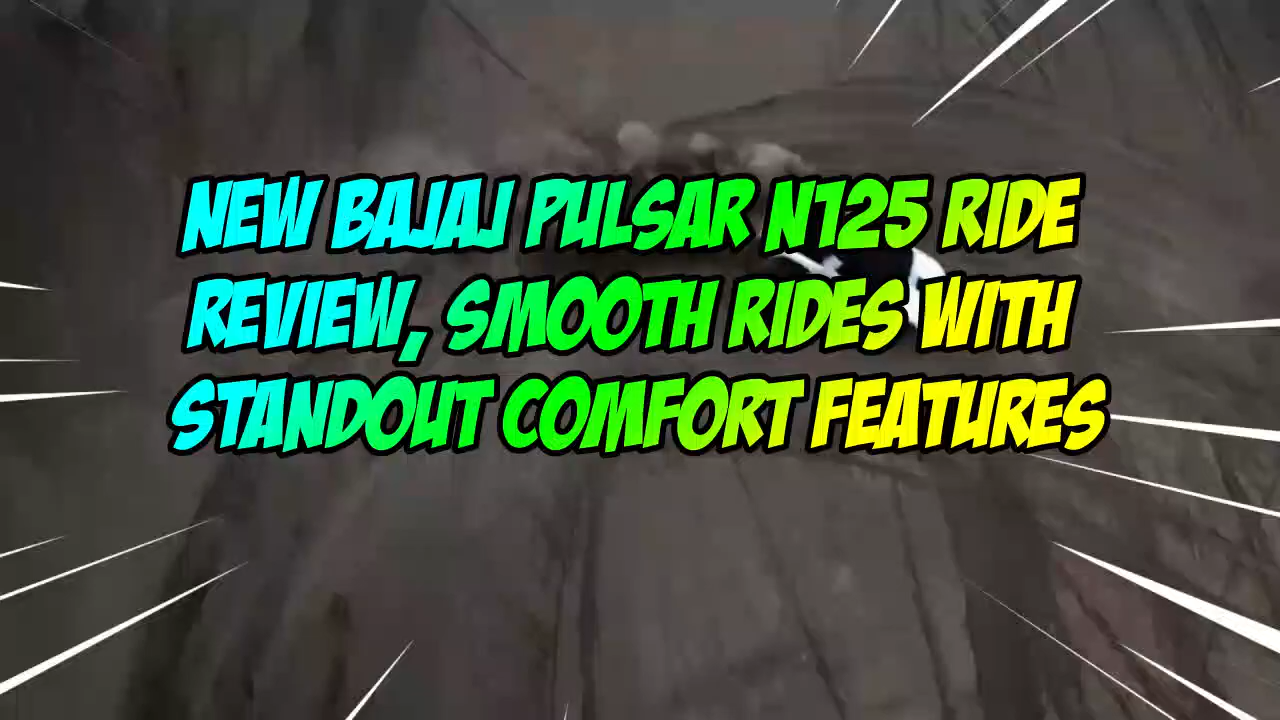 NEW BAJAJ PULSAR N125 RIDE
REVIEW, SMOOTH RIDES WITH
STANDOUT COMFORT FEATURES